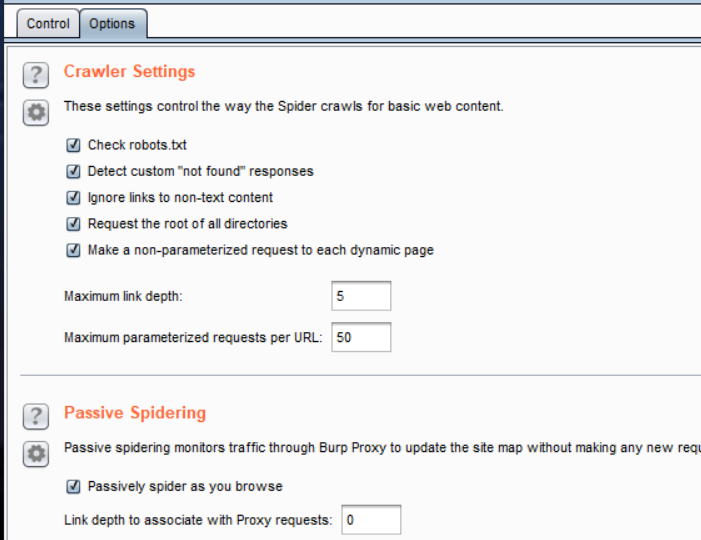 Control Options
? Crawler Settings
These settings control the way the Spider crawls for basic web content.
Check robots.txt
Detect custom "not found" responses
Ignore links to non-text content
Request the root of all directories
Make a non-parameterized request to each dynamic page
Maximum link depth: 5
Maximum parameterized requests per URL: 50
? Passive Spidering
Passive spidering monitors traffic through Burp Proxy to update the site map without making any new requ
Passively spider as you browse
Link depth to associate with Proxy requests: 0